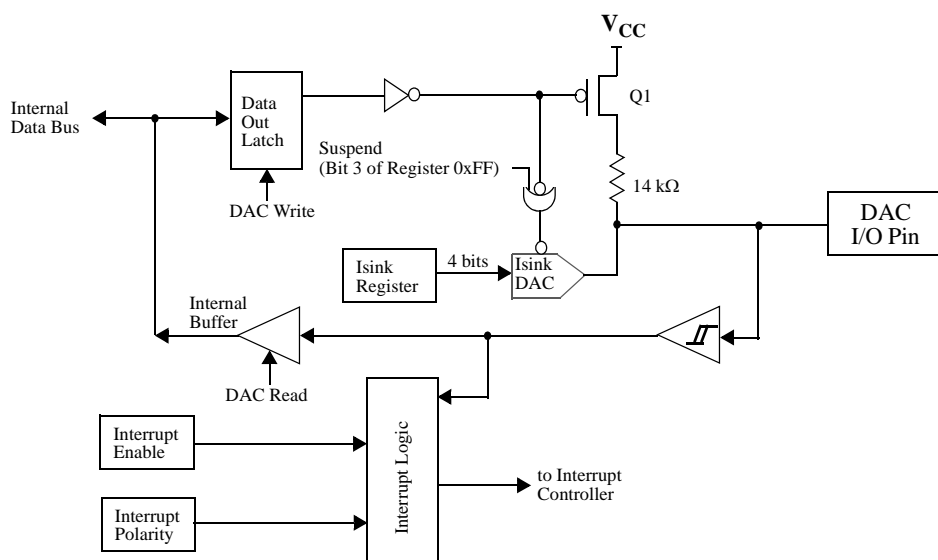 VCC
Internal
Data Bus
Data
Out
Latch
Q1
Suspend
(Bit 3 of Register 0xFF)
14 kΩ
DAC Write
DAC
I/O Pin
Isink
Register
4 bits
Isink
DAC
Internal
Buffer
DAC Read
Interrupt
Enable
Interrupt Logic
to Interrupt
Controller
Interrupt
Polarity